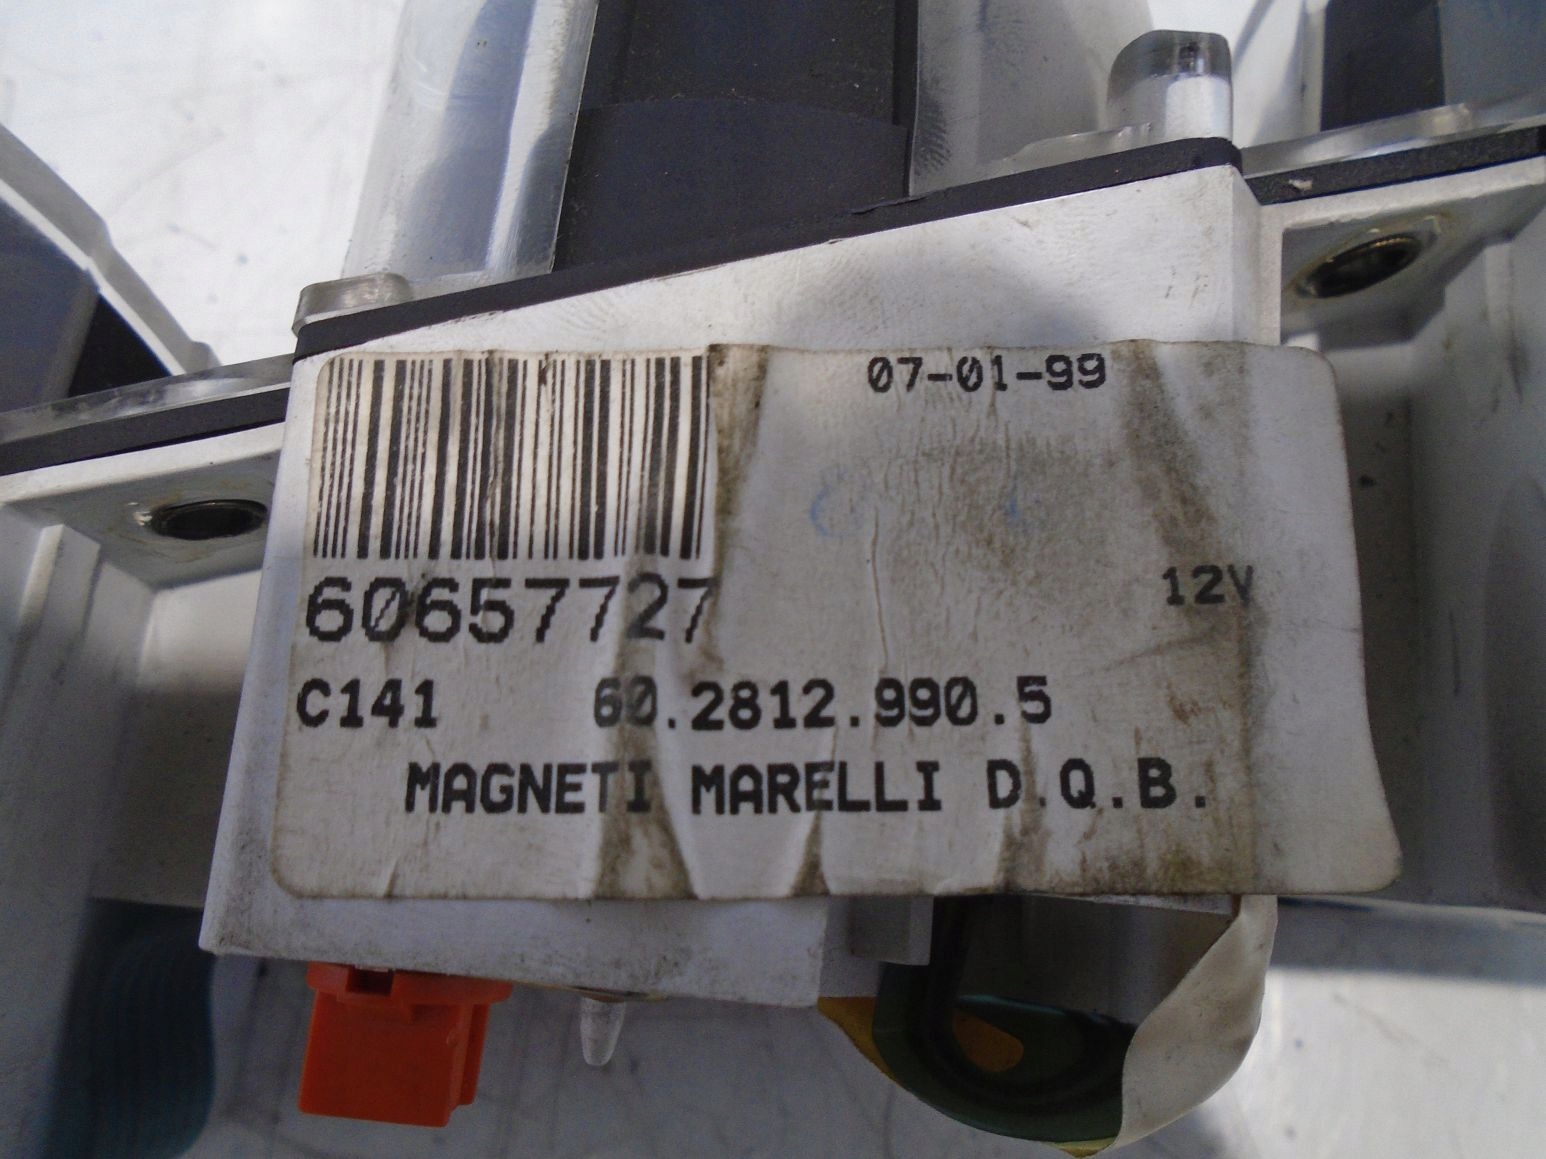 07-01-99
60657727
12V
C141 60.2812.990.5
MAGNETI MARELLI D.Q.B.